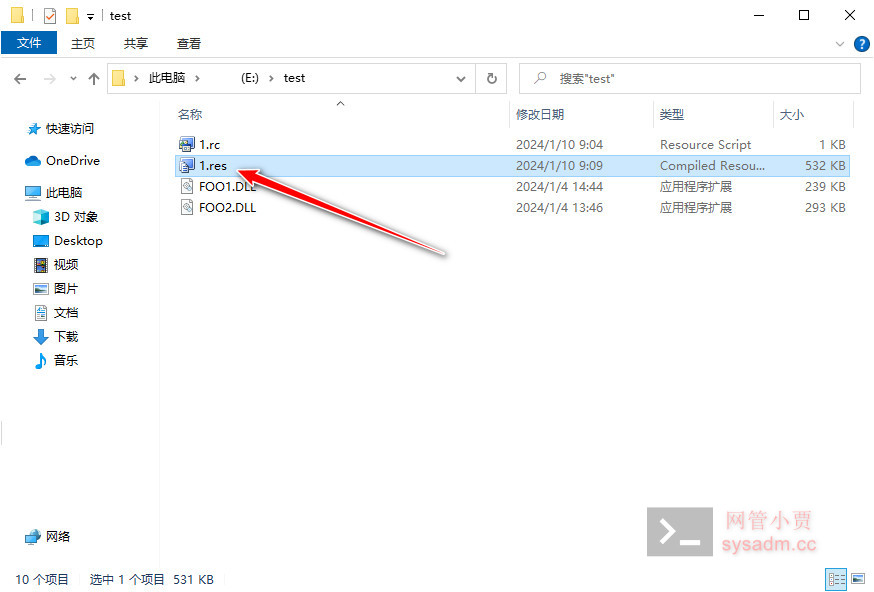 test
文件 主页 共享 查看
此电脑 (E:) test 搜索"test"
名称 修改日期 类型 大小
1.rc 2024/1/10 9:04 Resource Script 1 KB
1.res 2024/1/10 9:09 Compiled Resou... 532 KB
FOO1.DLL 2024/1/4 14:44 应用程序扩展 239 KB
FOO2.DLL 2024/1/4 13:46 应用程序扩展 293 KB
快速访问
OneDrive
此电脑
3D 对象
Desktop
视频
图片
文档
下载
音乐
网络
网管小贾
sysadm.cc
10 个项目 选中 1 个项目 531 KB